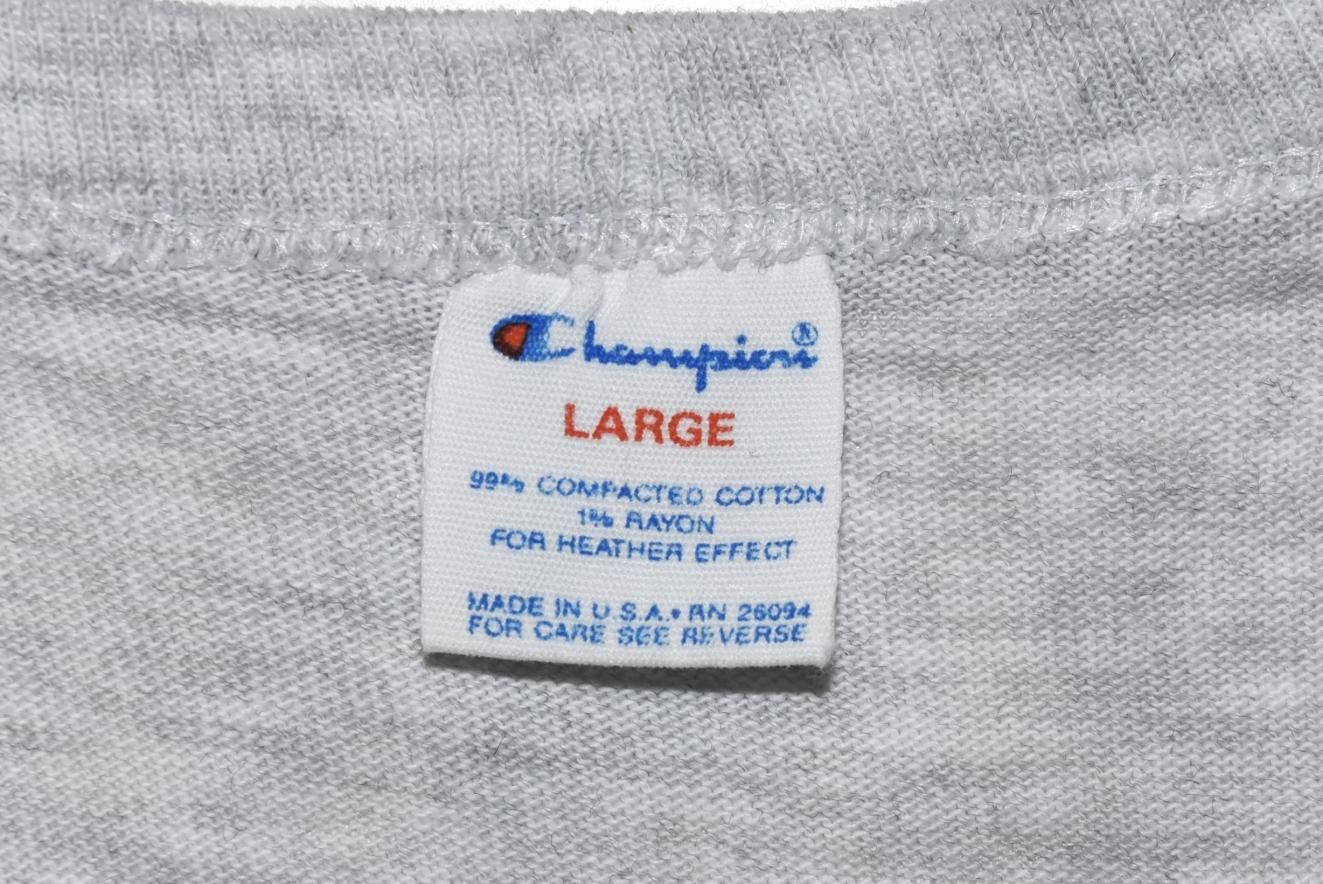 Champion®
LARGE
99% COMPACTED COTTON
1% RAYON
FOR HEATHER EFFECT
MADE IN U.S.A. • RN 26094
FOR CARE SEE REVERSE